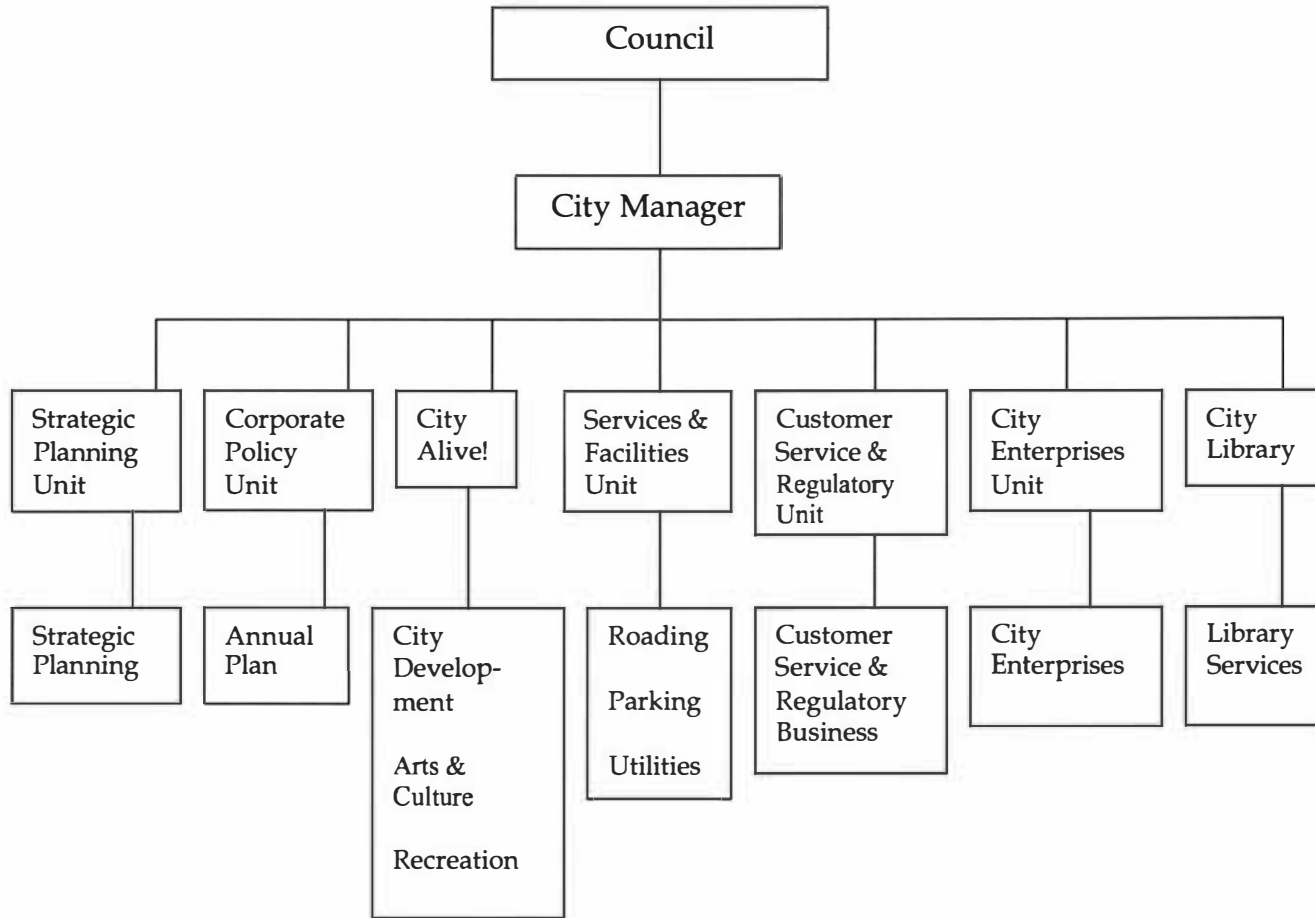 Council
City Manager
Strategic
Planning
Unit
Corporate
Policy
Unit
City
Alive!
Services &
Facilities
Unit
Customer
Service &
Regulatory
Unit
City
Enterprises
Unit
City
Library
Strategic
Planning
Annual
Plan
City
Develop-
ment
Arts &
Culture
Recreation
Roading
Parking
Utilities
Customer
Service &
Regulatory
Business
City
Enterprises
Library
Services